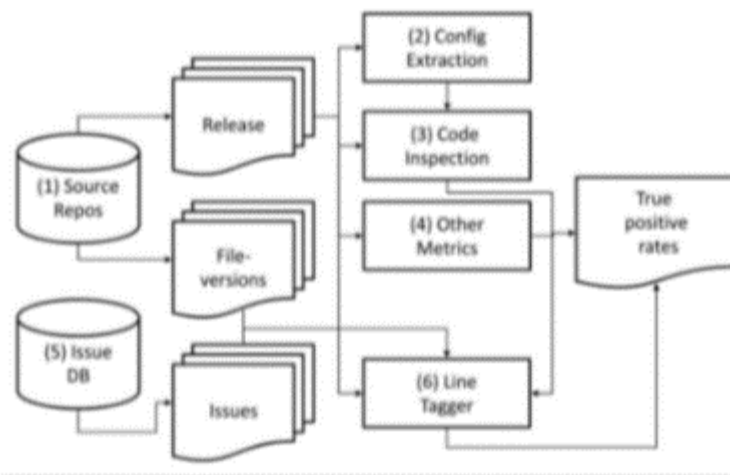 (2) Config
Extraction
Release
(3) Code
Inspection
(1) Source
Repos
True
positive
rates
(4) Other
Metrics
File-
versions
(5) Issue
DB
(6) Line
Tagger
Issues